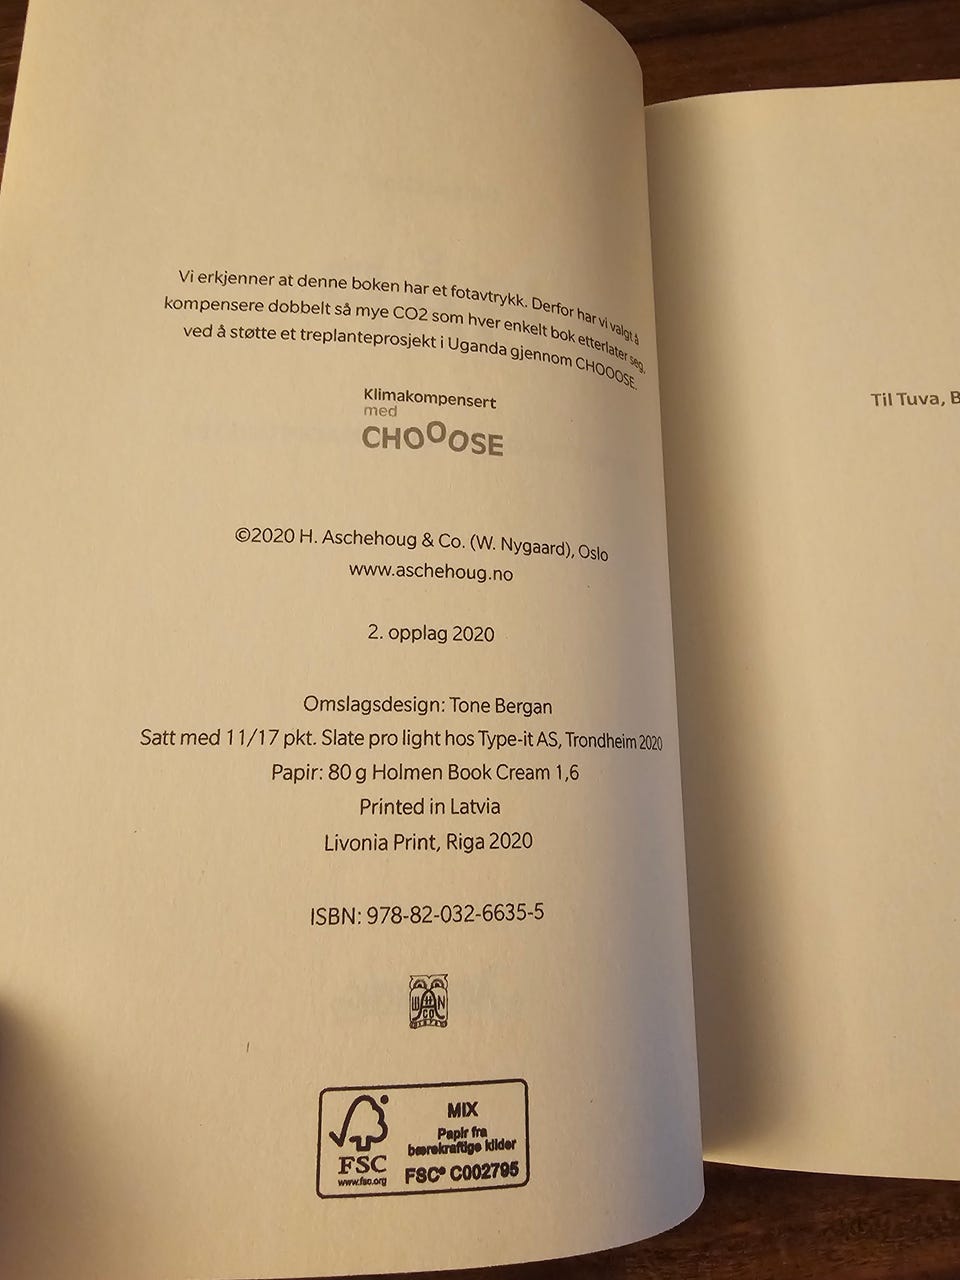 Vi erkjenner at denne boken har et fotavtrykk. Derfor har vi valgt å
kompensere dobbelt så mye CO2 som hver enkelt bok etterlater seg,
ved å støtte et treplanteprosjekt i Uganda gjennom CHOOOSE.
Klimakompensert
med
CHOOOSE
©2020 H. Aschehoug & Co. (W. Nygaard), Oslo
www.aschehoug.no
2. opplag 2020
Omslagsdesign: Tone Bergan
Satt med 11/17 pkt. Slate pro light hos Type-it AS, Trondheim 2020
Papir: 80 g Holmen Book Cream 1,6
Printed in Latvia
Livonia Print, Riga 2020
ISBN: 978-82-032-6635-5
FSC
www.fsc.org
MIX
Papir fra
bærekraftige kilder
FSC® C002795
Til Tuva, B